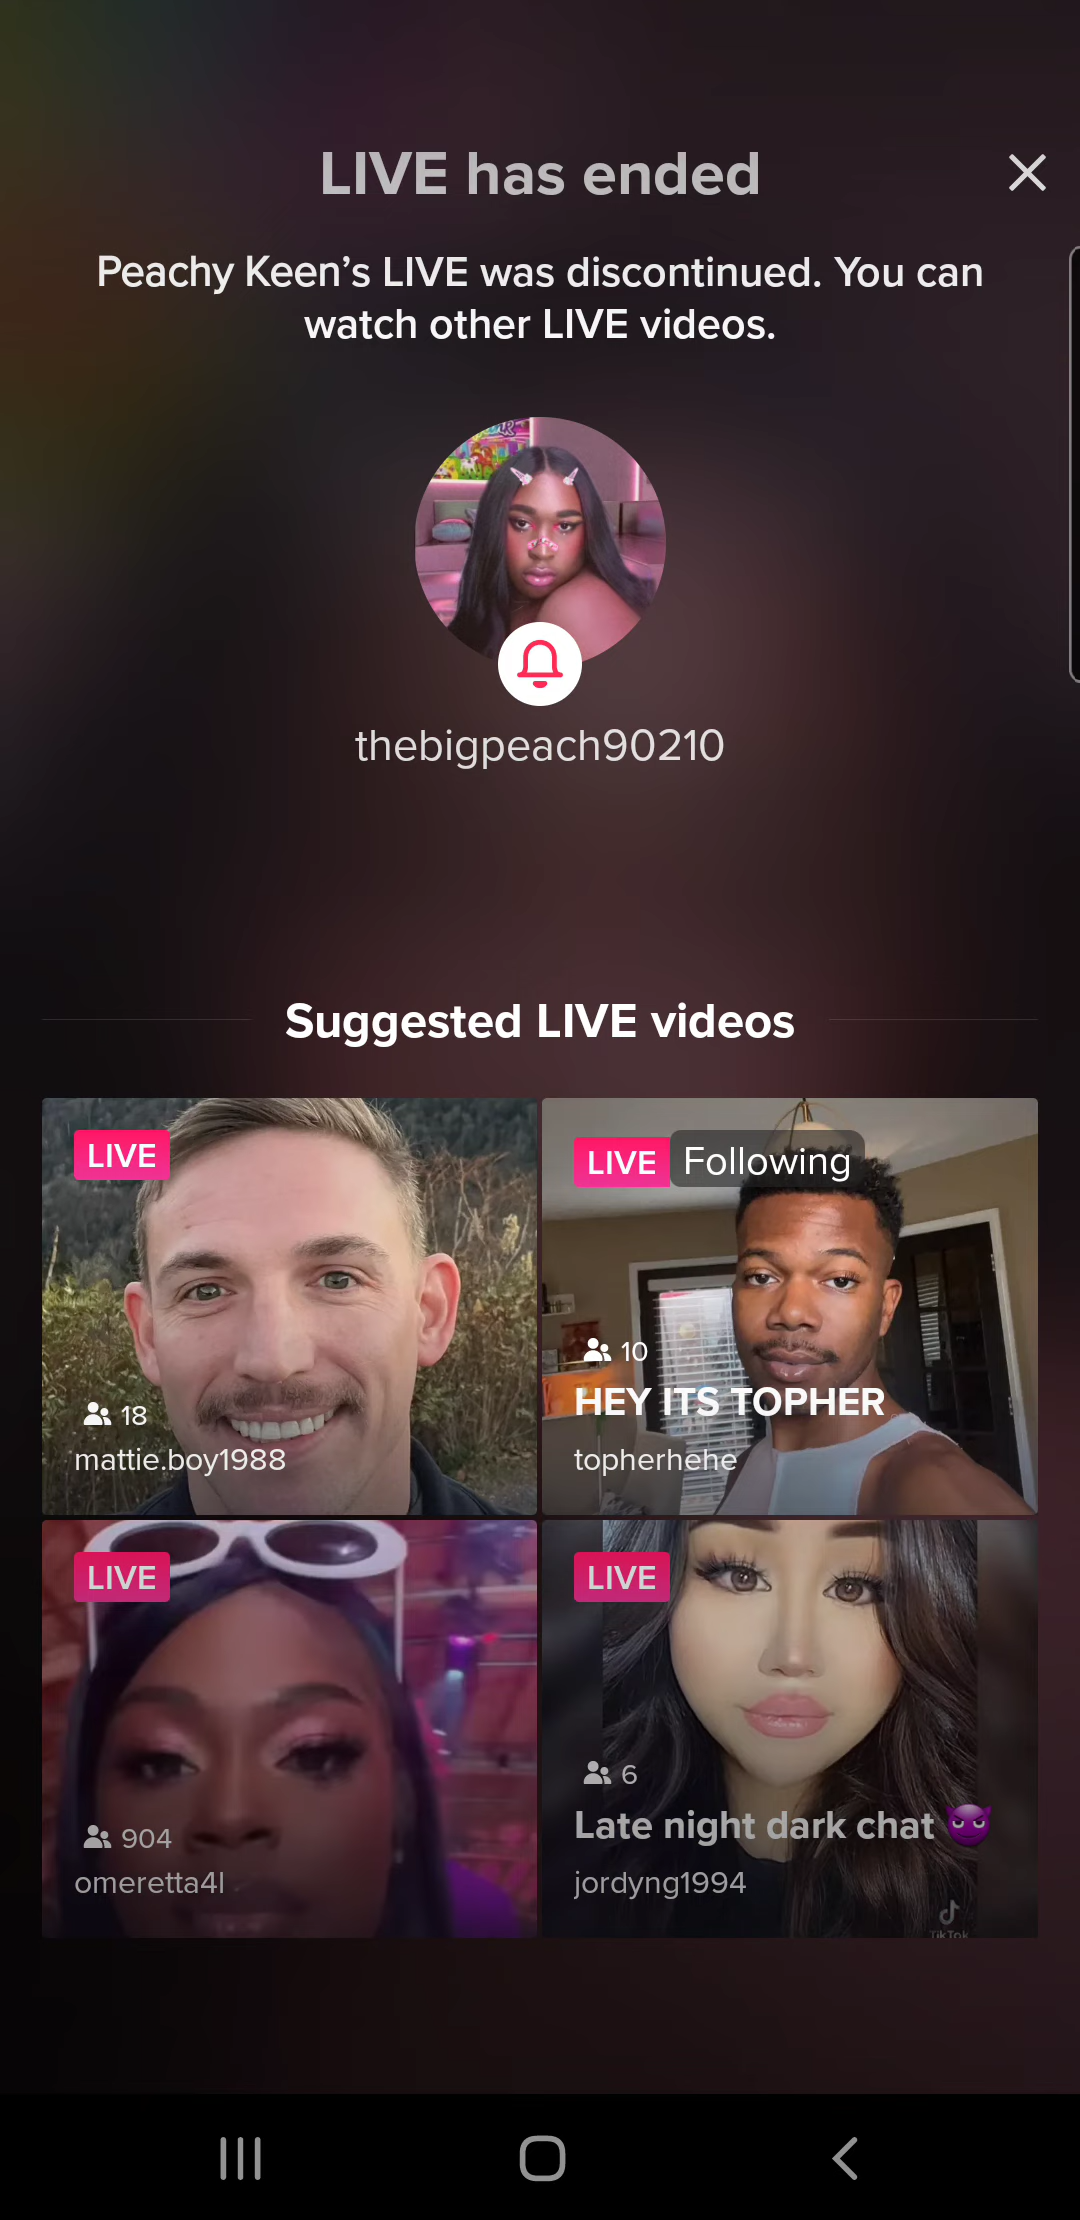 LIVE has ended
Peachy Keen’s LIVE was discontinued. You can
watch other LIVE videos.
thebigpeach90210
Suggested LIVE videos
LIVE
18
mattie.boy1988
LIVE Following
10
HEY ITS TOPHER
topherhehe
LIVE
904
omeretta4l
LIVE
6
Late night dark chat 😈
jordyng1994
TikTok